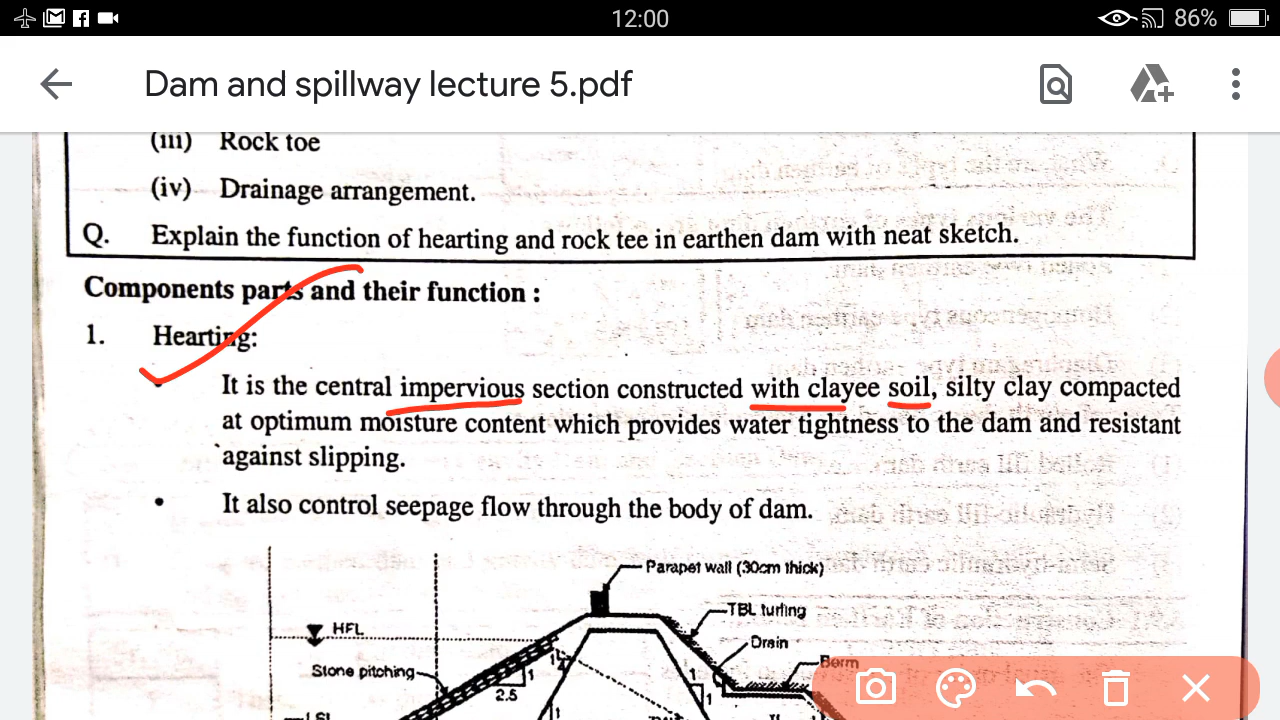 12:00
86%
Dam and spillway lecture 5.pdf
(iii) Rock toe
(iv) Drainage arrangement.
Q. Explain the function of hearting and rock tee in earthen dam with neat sketch.
Components parts and their function :
1. Hearting:
• It is the central impervious section constructed with clayee soil, silty clay compacted
at optimum moisture content which provides water tightness to the dam and resistant
against slipping.
• It also control seepage flow through the body of dam.
Parapet wall (30cm thick)
TBL turfing
HFL
Drain
Berm
Stone pitching
1
1
1
2.5
1
1